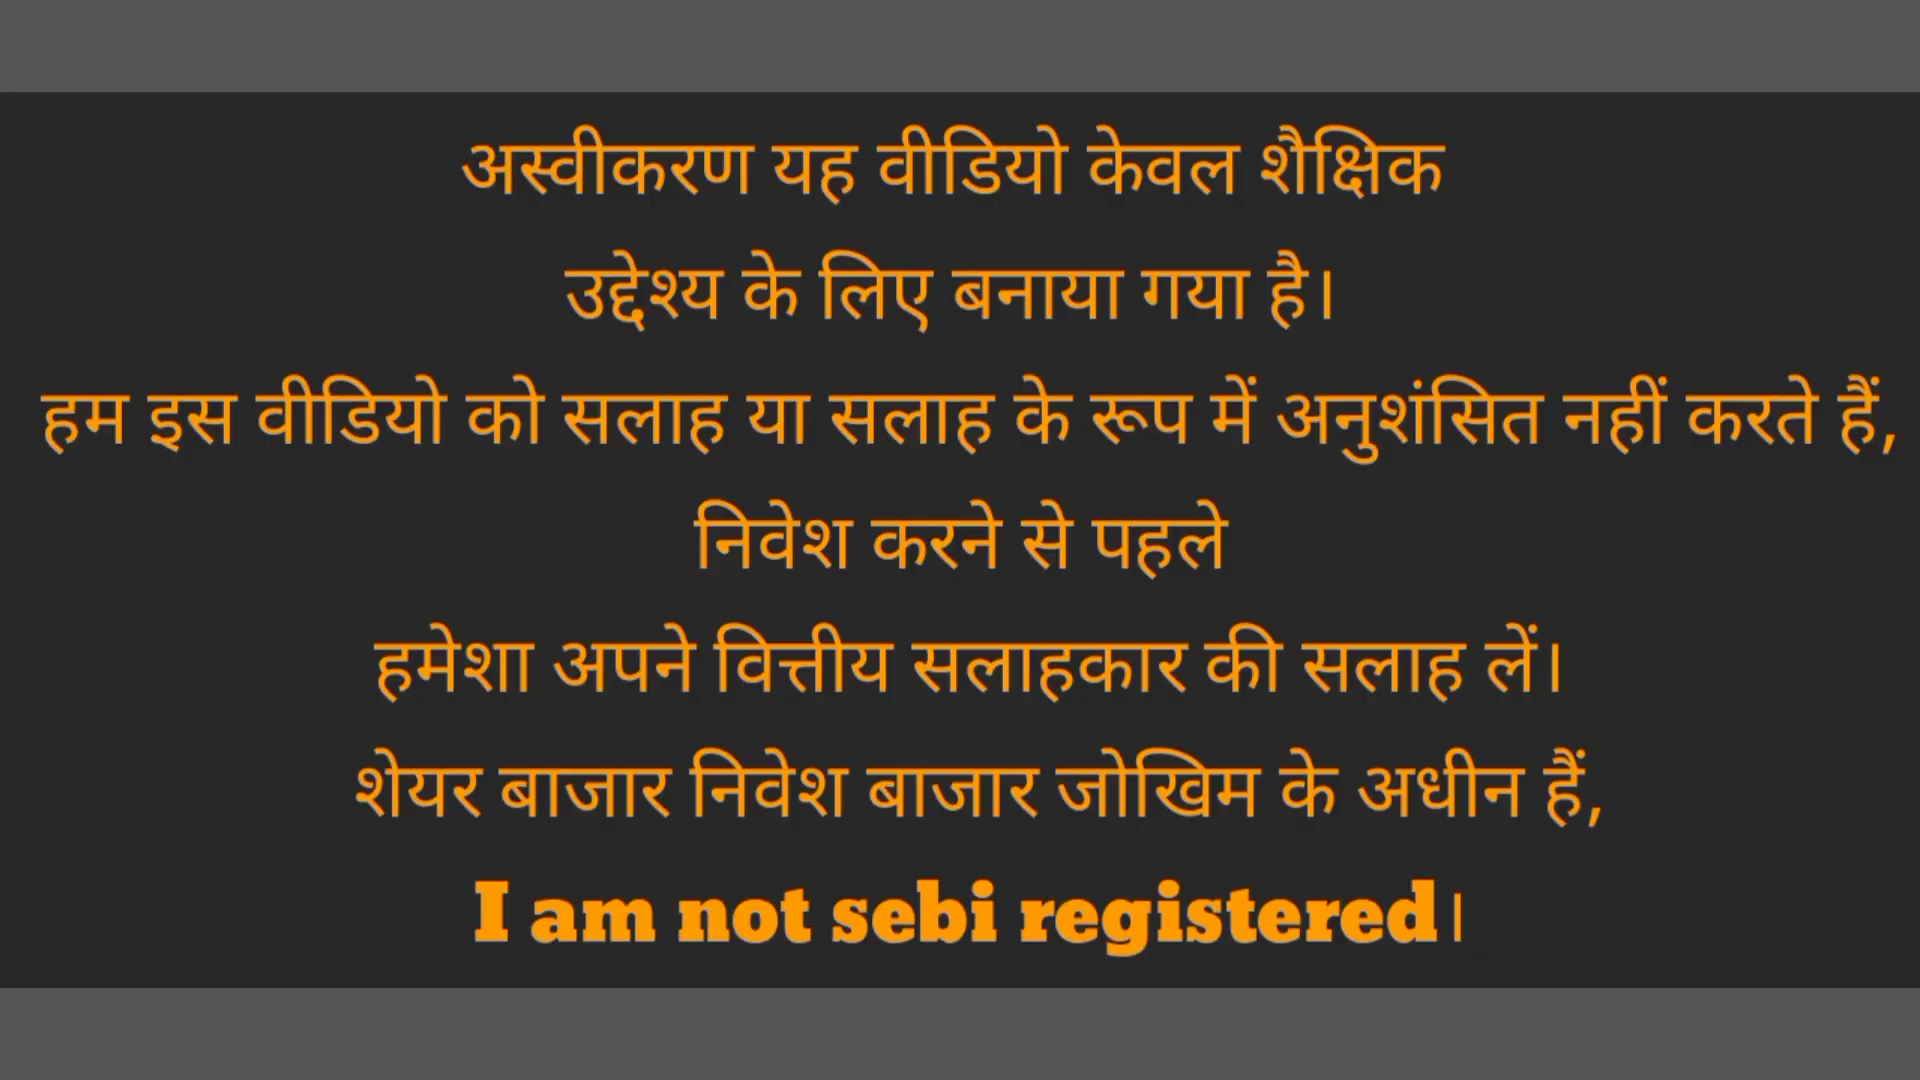 अस्वीकरण यह वीडियो केवल शैक्षिक
उद्देश्य के लिए बनाया गया है।
हम इस वीडियो को सलाह या सलाह के रूप में अनुशंसित नहीं करते हैं,
निवेश करने से पहले
हमेशा अपने वित्तीय सलाहकार की सलाह लें।
शेयर बाजार निवेश बाजार जोखिम के अधीन हैं,
I am not sebi registered।